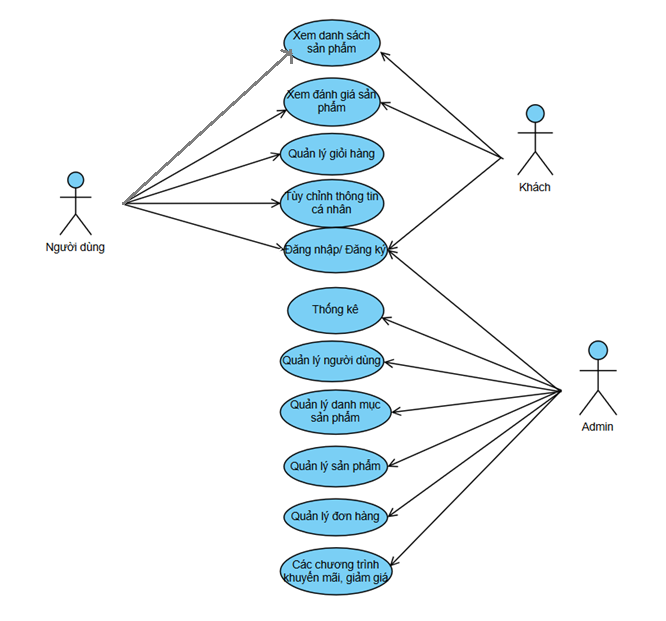 Xem danh sách
sản phẩm
Xem đánh giá sản
phẩm
Quản lý giỏi hàng
Tùy chỉnh thông tin
cá nhân
Đăng nhập/ Đăng ký
Thống kê
Quản lý người dùng
Quản lý danh mục
sản phẩm
Quản lý sản phẩm
Quản lý đơn hàng
Các chương trình
khuyến mãi, giảm giá
Người dùng
Khách
Admin